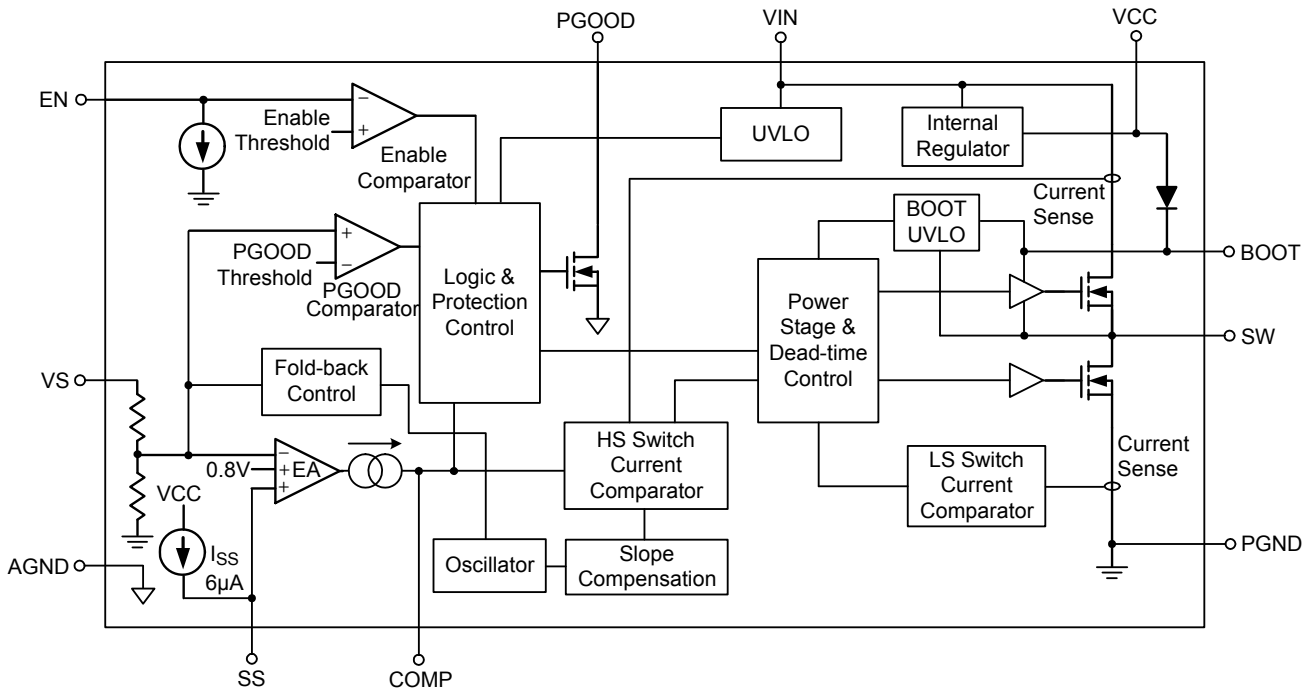 PGOOD
VIN
VCC
EN
Enable
Threshold
Enable
Comparator
UVLO
Internal
Regulator
Current
Sense
BOOT
UVLO
BOOT
PGOOD
Threshold
PGOOD
Comparator
Logic &
Protection
Control
Power
Stage &
Dead-time
Control
SW
VS
Fold-back
Control
0.8V
EA
HS Switch
Current
Comparator
LS Switch
Current
Comparator
Current
Sense
VCC
ISS
6µA
AGND
Oscillator
Slope
Compensation
PGND
SS
COMP